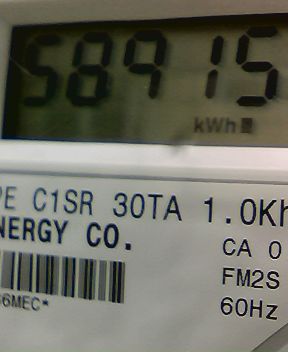 58915
kWh
PE C1SR 30TA 1.0Kh
NERGY CO.
CA 0
FM2S
6MEC*
60Hz